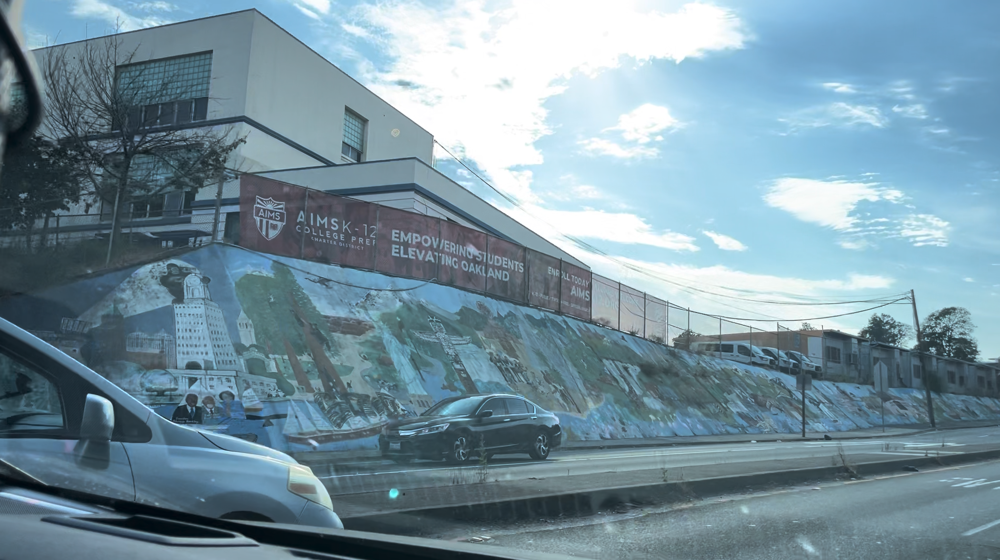 AIMS
AIMS K-12
COLLEGE PREP
CHARTER DISTRICT
EMPOWERING STUDENTS
ELEVATING OAKLAND
ENROLL TODAY
AIMS